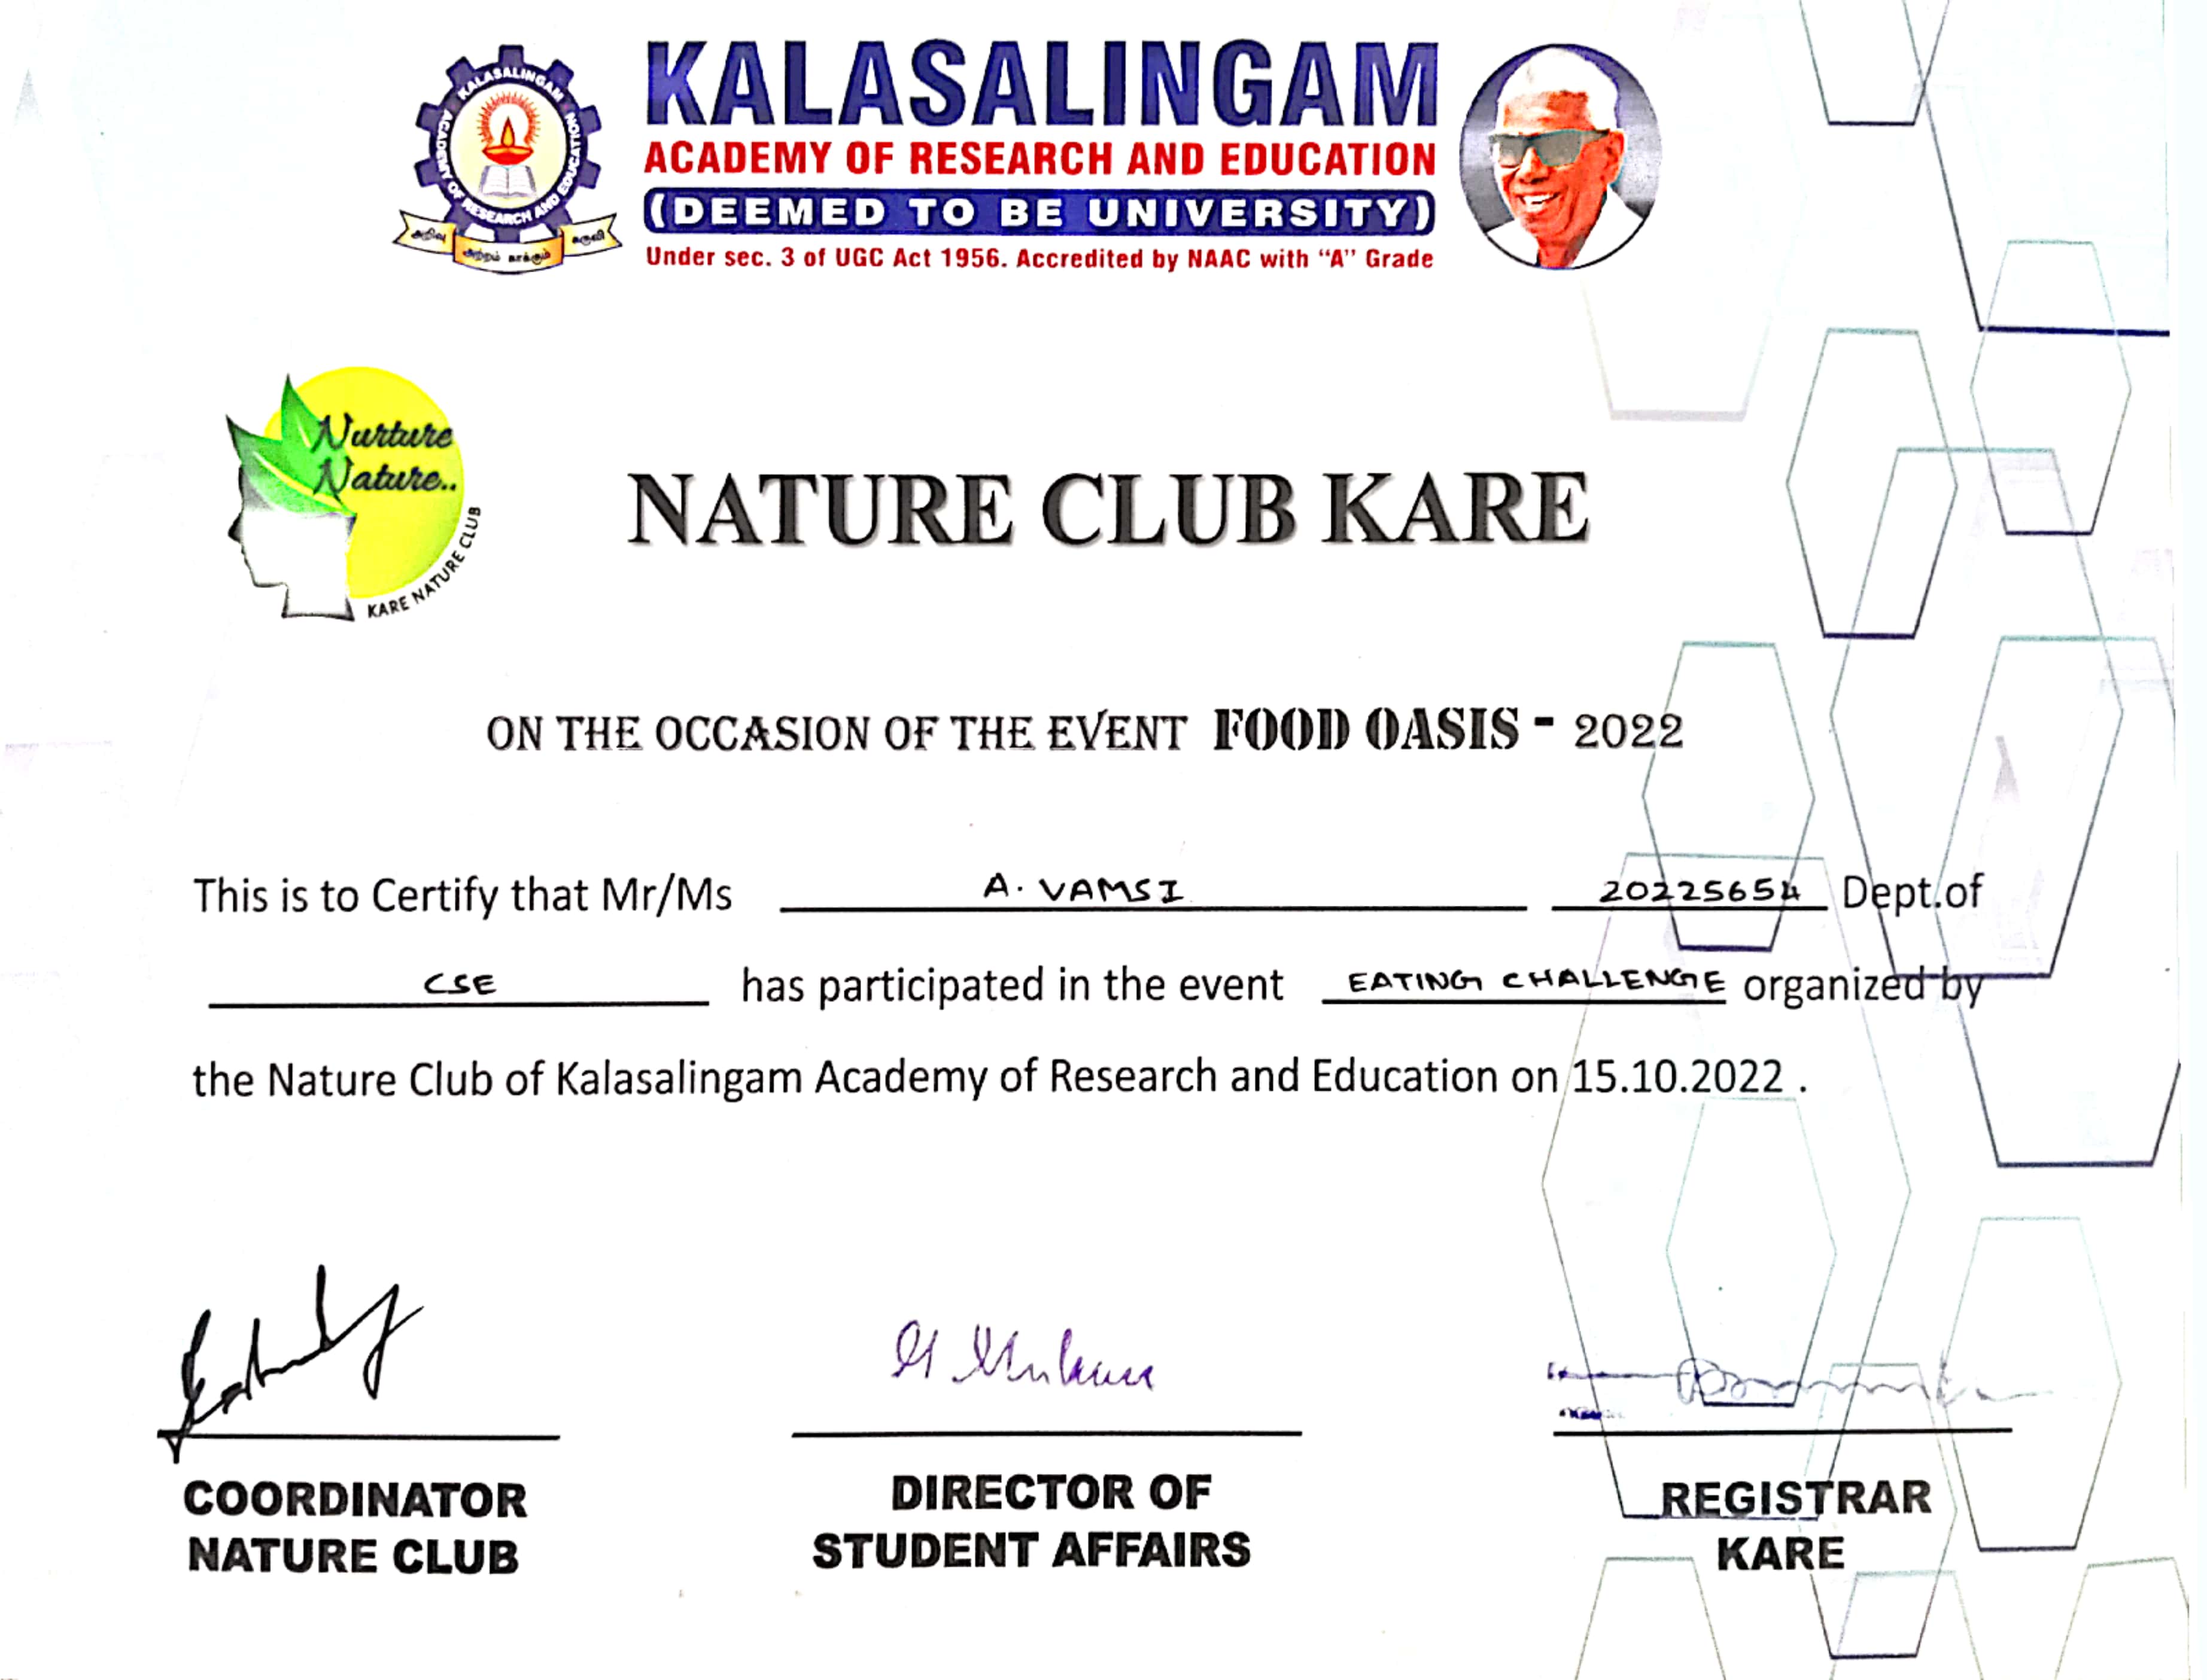 KALASALINGAM
ACADEMY OF RESEARCH AND EDUCATION
(DEEMED TO BE UNIVERSITY)
Under sec. 3 of UGC Act 1956. Accredited by NAAC with “A” Grade
KALASALINGAM ACADEMY OF RESEARCH AND EDUCATION
அறிவு அற்றம் காக்கும் கருவி
Nurture
Nature..
KARE NATURE CLUB
NATURE CLUB KARE
ON THE OCCASION OF THE EVENT FOOD OASIS - 2022
This is to Certify that Mr/Ms A. VAMSI 20225654 Dept.of
CSE has participated in the event EATING CHALLENGE organized by
the Nature Club of Kalasalingam Academy of Research and Education on 15.10.2022 .
COORDINATOR
NATURE CLUB
DIRECTOR OF
STUDENT AFFAIRS
REGISTRAR
KARE